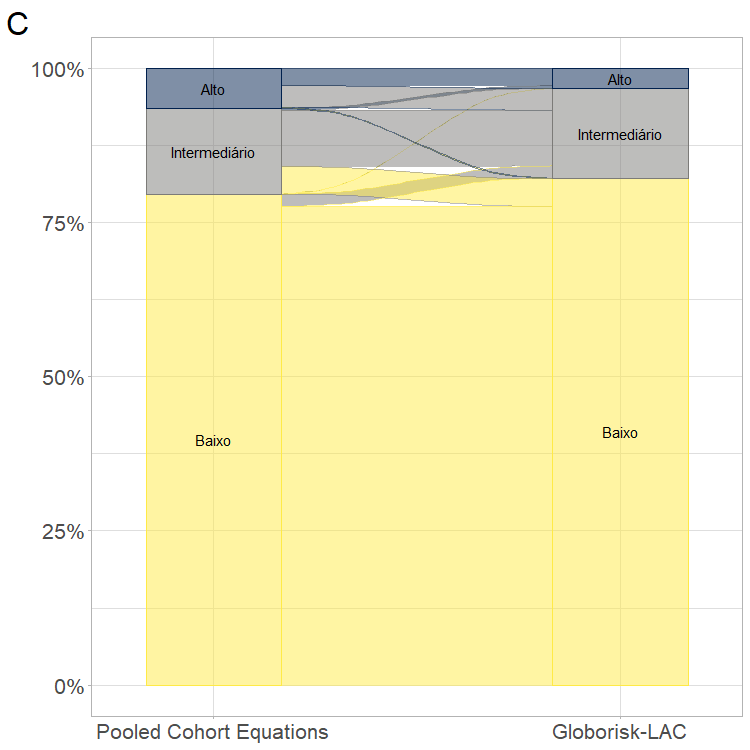 C
100%
Alto
Alto
Intermediário
Intermediário
75%
50%
Baixo
Baixo
25%
0%
Pooled Cohort Equations
Globorisk-LAC